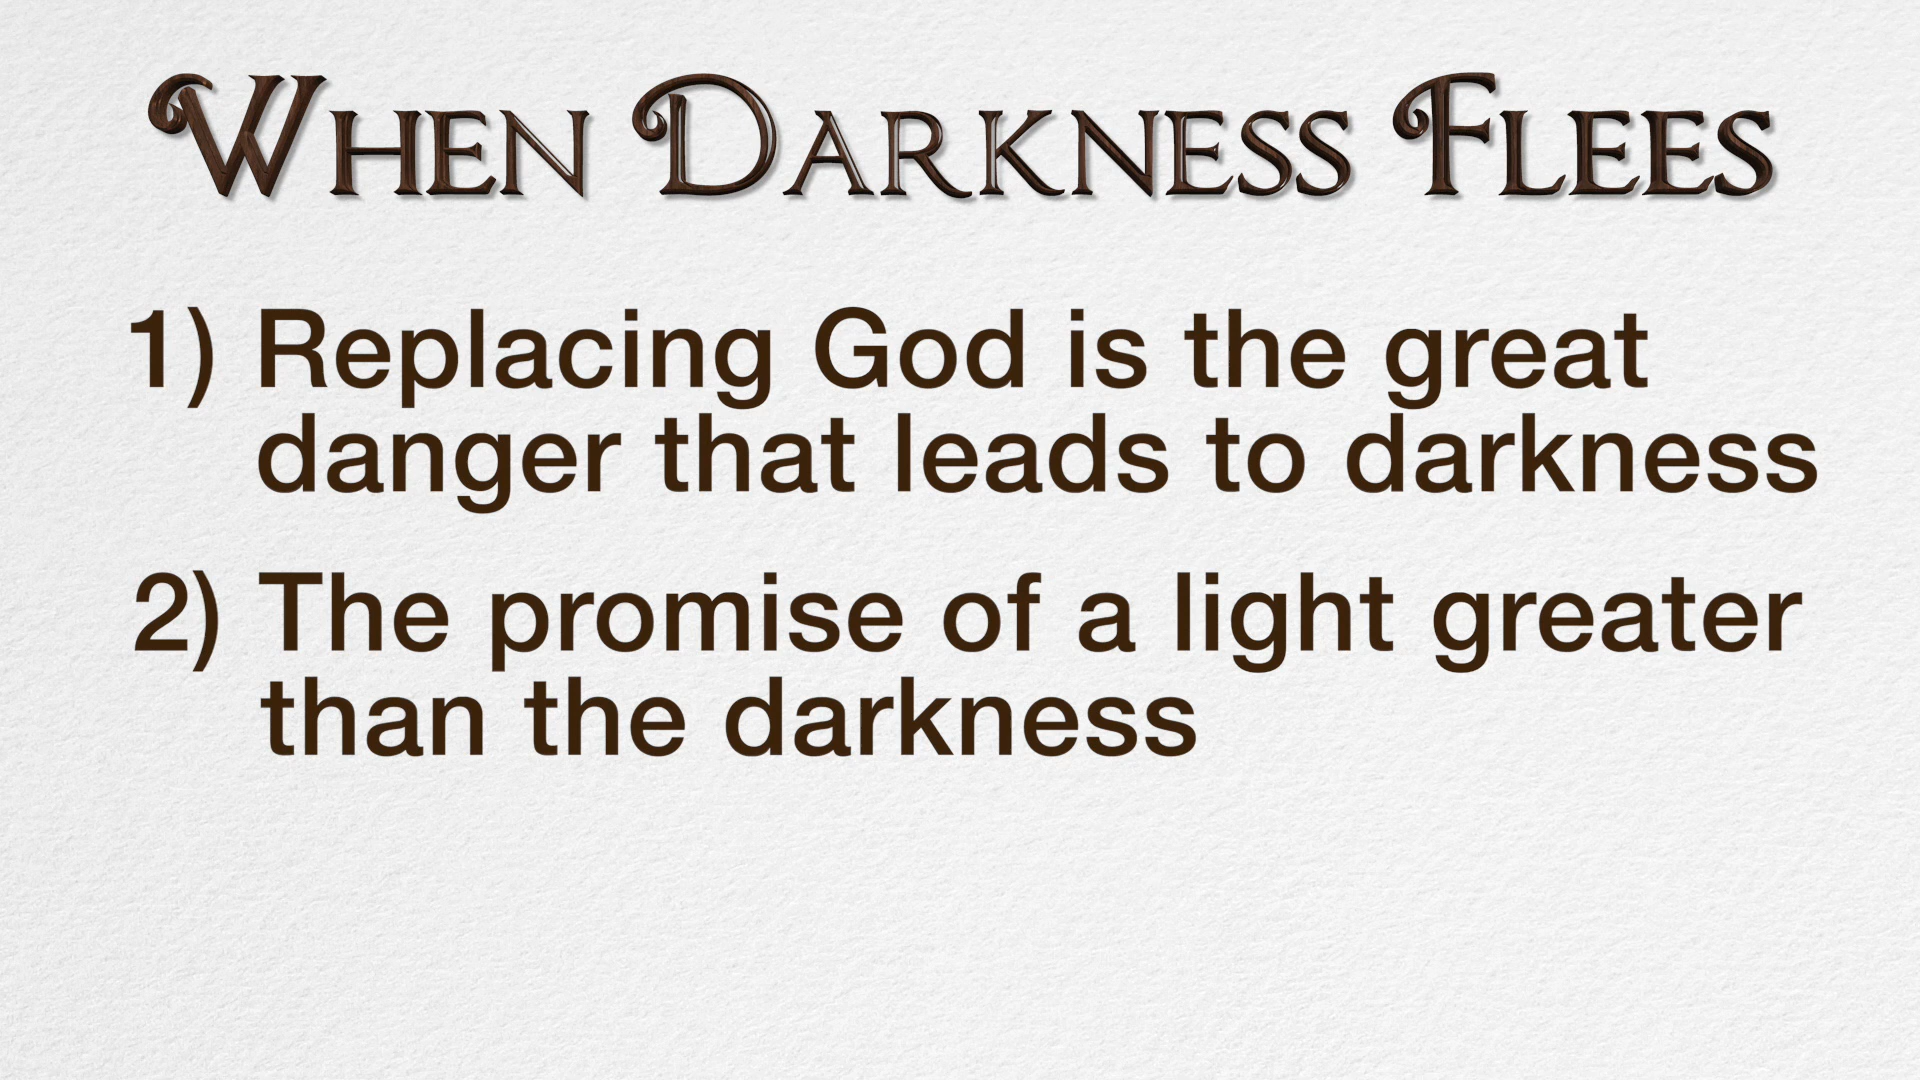 When Darkness Flees
1) Replacing God is the great
danger that leads to darkness
2) The promise of a light greater
than the darkness